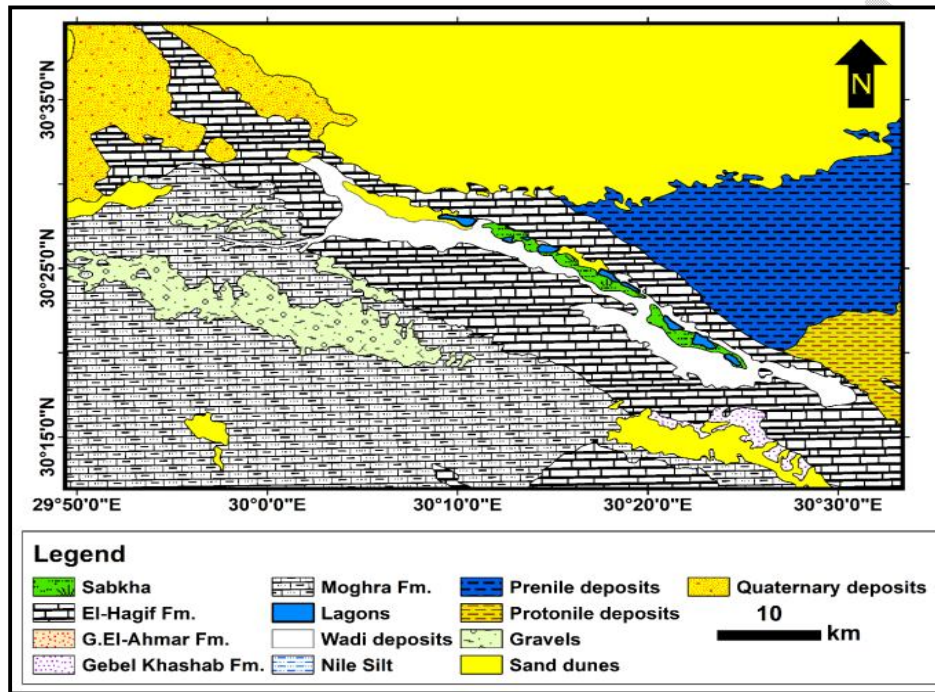 N
30°35'0"N
30°25'0"N
30°15'0"N
29°50'0"E 30°0'0"E 30°10'0"E 30°20'0"E 30°30'0"E
Legend
Sabkha Moghra Fm. Prenile deposits Quaternary deposits
El-Hagif Fm. Lagons Protonile deposits 10
G.El-Ahmar Fm. Wadi deposits Gravels km
Gebel Khashab Fm. Nile Silt Sand dunes